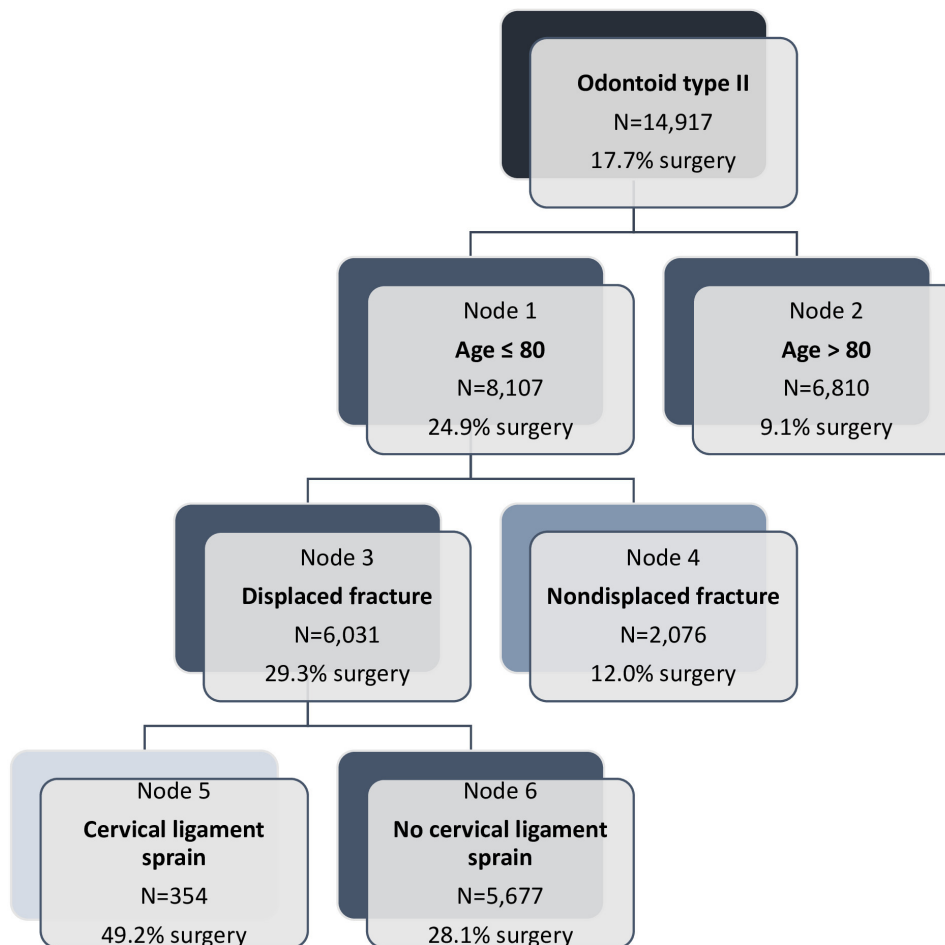 Odontoid type II
N=14,917
17.7% surgery
Node 1
Age ≤ 80
N=8,107
24.9% surgery
Node 2
Age > 80
N=6,810
9.1% surgery
Node 3
Displaced fracture
N=6,031
29.3% surgery
Node 4
Nondisplaced fracture
N=2,076
12.0% surgery
Node 5
Cervical ligament
sprain
N=354
49.2% surgery
Node 6
No cervical ligament
sprain
N=5,677
28.1% surgery